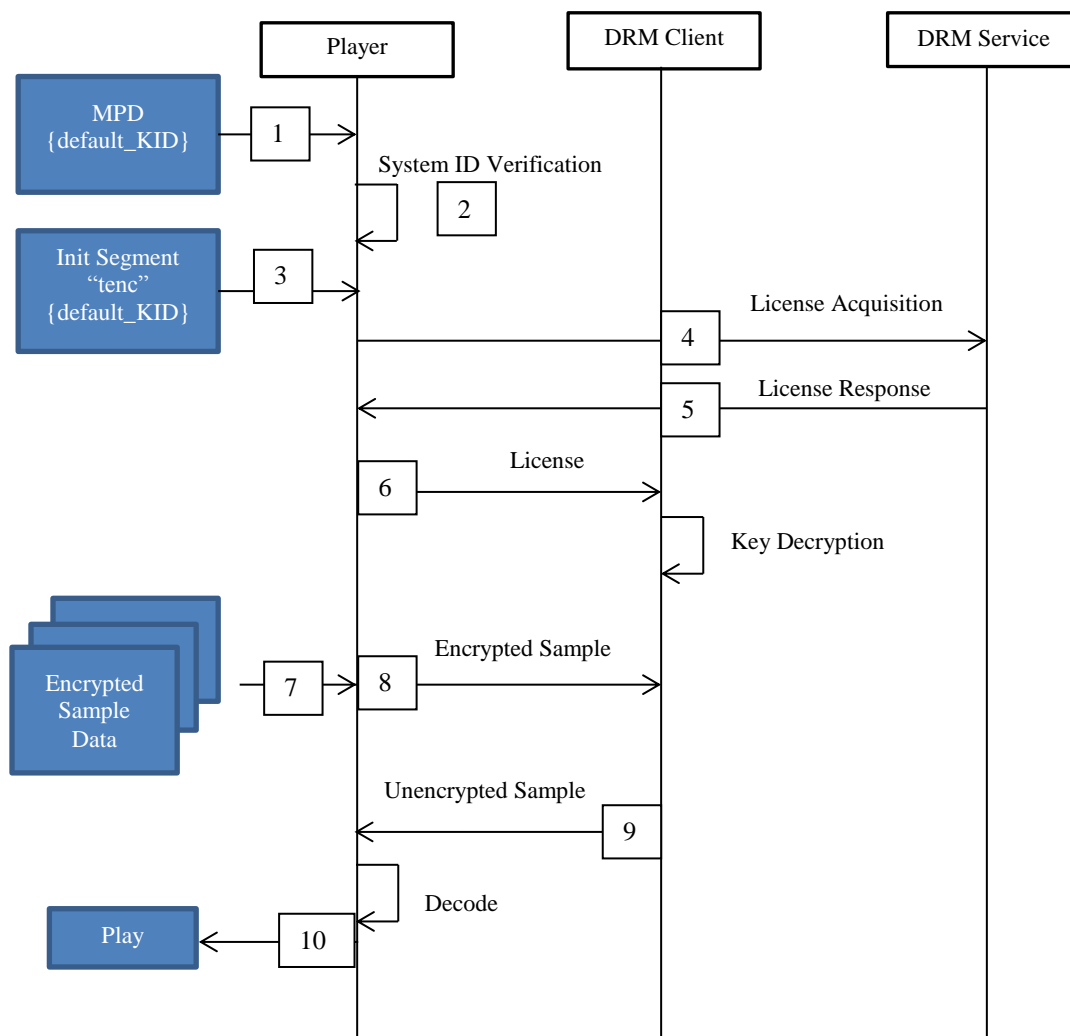 Player
DRM Client
DRM Service
MPD
{default_KID}
1
System ID Verification
2
Init Segment
“tenc”
{default_KID}
3
License Acquisition
4
License Response
5
License
6
Key Decryption
Encrypted
Sample
Data
7
Encrypted Sample
8
Unencrypted Sample
9
Decode
Play
10